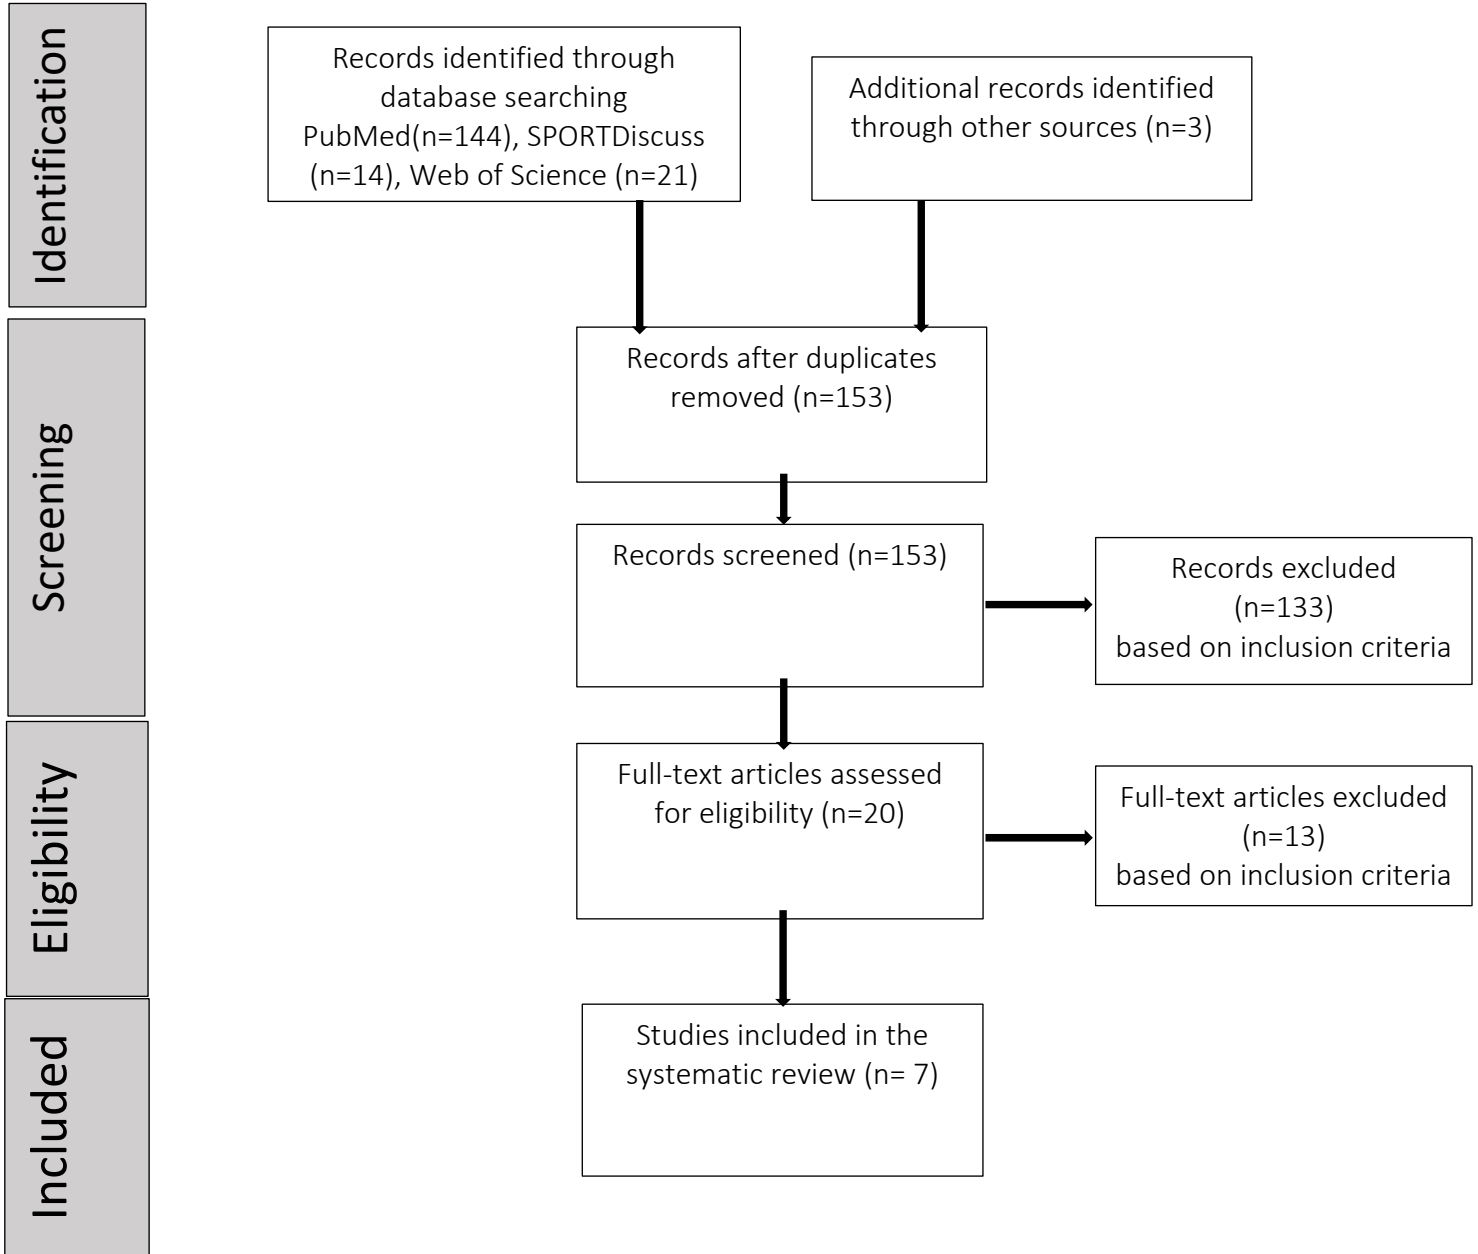 Identification
Records identified through
database searching
PubMed(n=144), SPORTDiscuss
(n=14), Web of Science (n=21)
Additional records identified
through other sources (n=3)
Screening
Records after duplicates
removed (n=153)
Records screened (n=153)
Records excluded
(n=133)
based on inclusion criteria
Eligibility
Full-text articles assessed
for eligibility (n=20)
Full-text articles excluded
(n=13)
based on inclusion criteria
Included
Studies included in the
systematic review (n= 7)